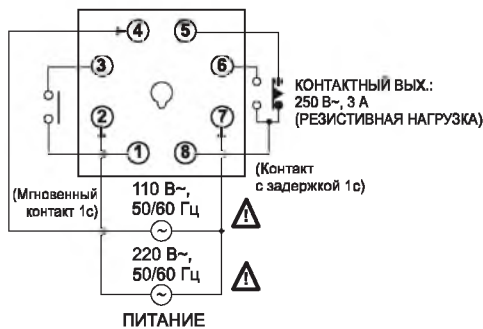 4 5
3 6
2 7
1 8
КОНТАКТНЫЙ ВЫХ.:
250 В~, 3 А
(РЕЗИСТИВНАЯ НАГРУЗКА)
(Мгновенный
контакт 1с)
(Контакт
с задержкой 1с)
110 В~,
50/60 Гц
220 В~,
50/60 Гц
ПИТАНИЕ